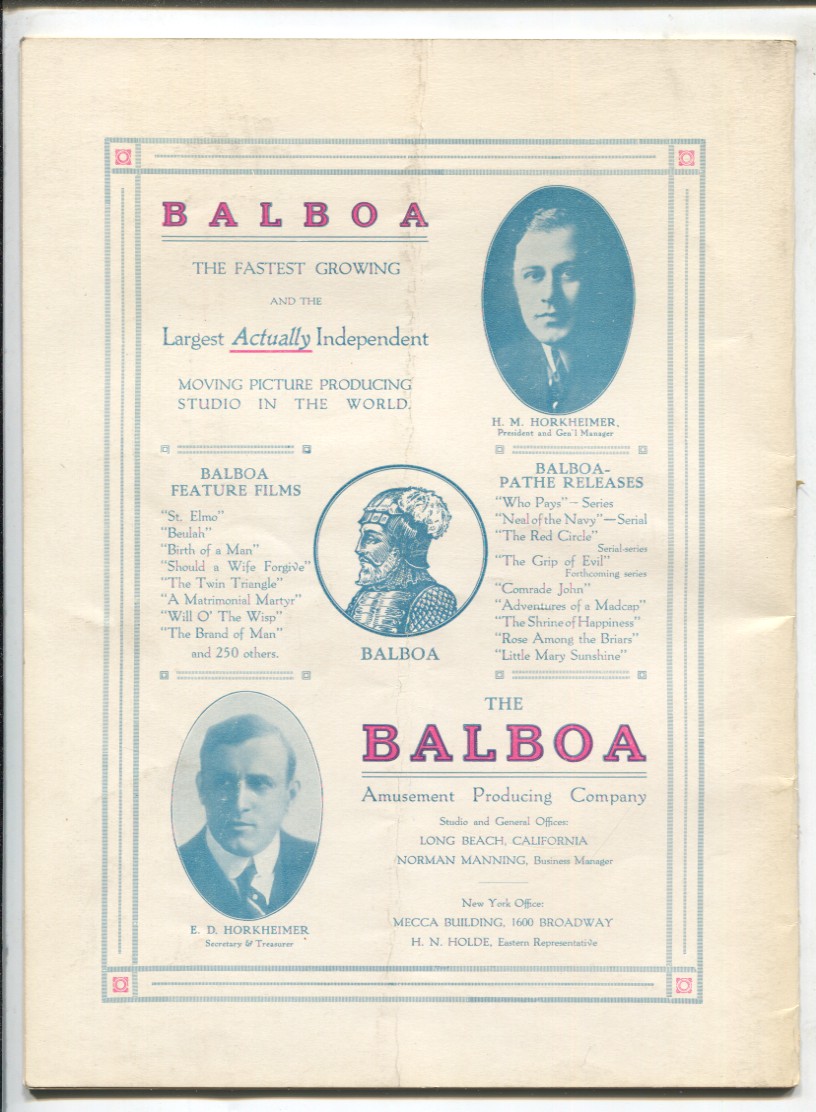 BALBOA
THE FASTEST GROWING
AND THE
Largest Actually Independent
MOVING PICTURE PRODUCING
STUDIO IN THE WORLD.
H. M. HORKHEIMER,
President and Gen'l Manager
BALBOA
FEATURE FILMS
"St. Elmo"
"Beulah"
"Birth of a Man"
"Should a Wife Forgive"
"The Twin Triangle"
"A Matrimonial Martyr"
"Will O' The Wisp"
"The Brand of Man"
and 250 others.
BALBOA
BALBOA-
PATHE RELEASES
"Who Pays" – Series
"Neal of the Navy"—Serial
"The Red Circle"
Serial-series
"The Grip of Evil"
Forthcoming series
"Comrade John"
"Adventures of a Madcap"
"The Shrine of Happiness"
"Rose Among the Briars"
"Little Mary Sunshine"
E. D. HORKHEIMER
Secretary & Treasurer
THE
BALBOA
Amusement Producing Company
Studio and General Offices:
LONG BEACH, CALIFORNIA
NORMAN MANNING, Business Manager
New York Office:
MECCA BUILDING, 1600 BROADWAY
H. N. HOLDE, Eastern Representative